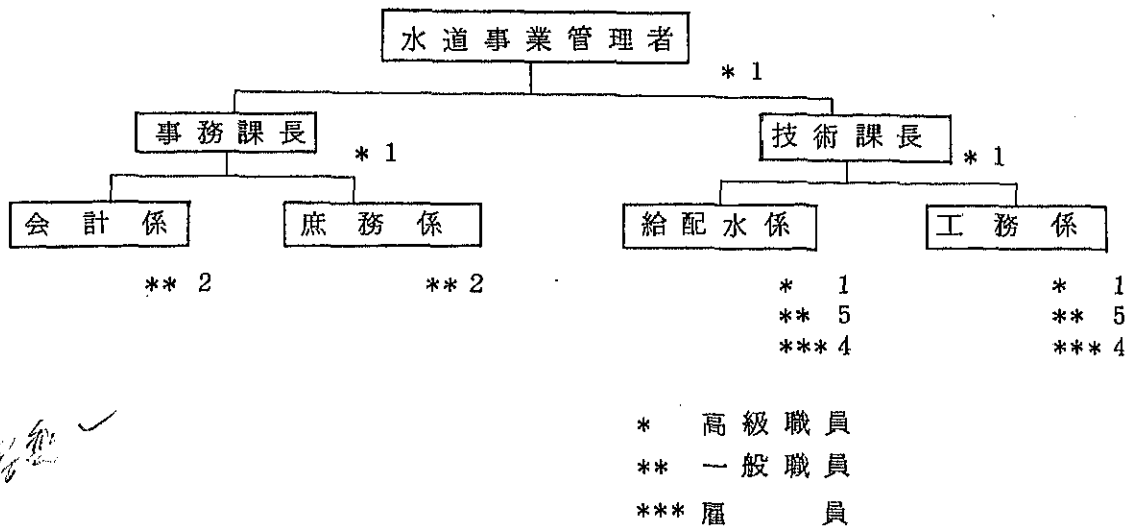 水道事業管理者
* 1
事務課長
* 1
技術課長
* 1
会計係
庶務係
給配水係
工務係
** 2
** 2
* 1
** 5
*** 4
* 1
** 5
*** 4
* 高級職員
** 一般職員
*** 雇員